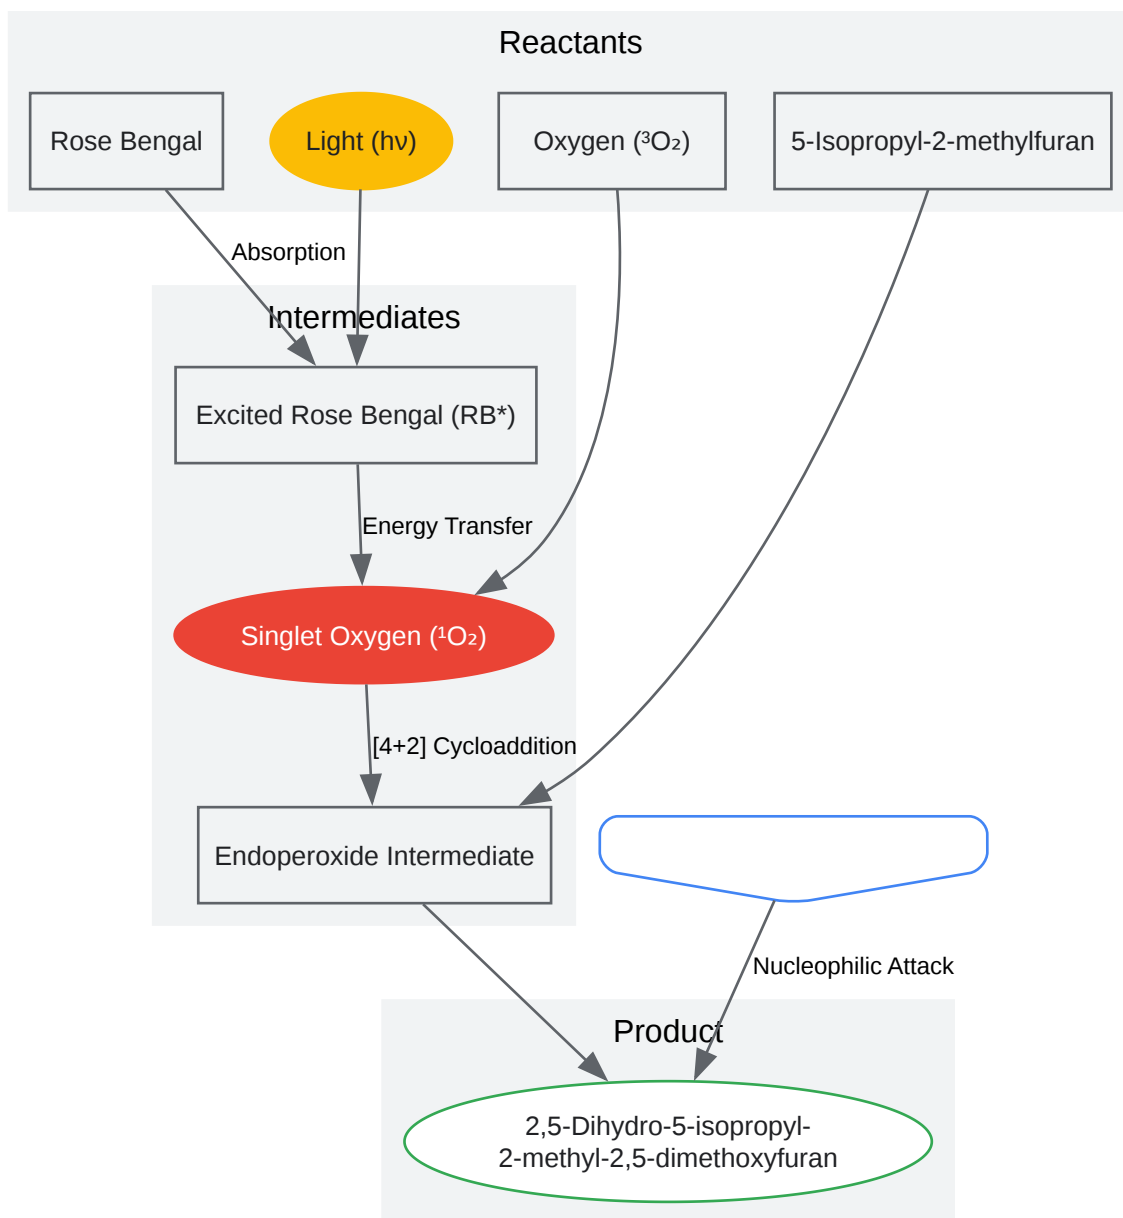 Reactants
Rose Bengal
Light (hν)
Oxygen (³O₂)
5-Isopropyl-2-methylfuran
Absorption
Intermediates
Excited Rose Bengal (RB*)
Energy Transfer
Singlet Oxygen (¹O₂)
[4+2] Cycloaddition
Endoperoxide Intermediate
Nucleophilic Attack
Product
2,5-Dihydro-5-isopropyl-
2-methyl-2,5-dimethoxyfuran